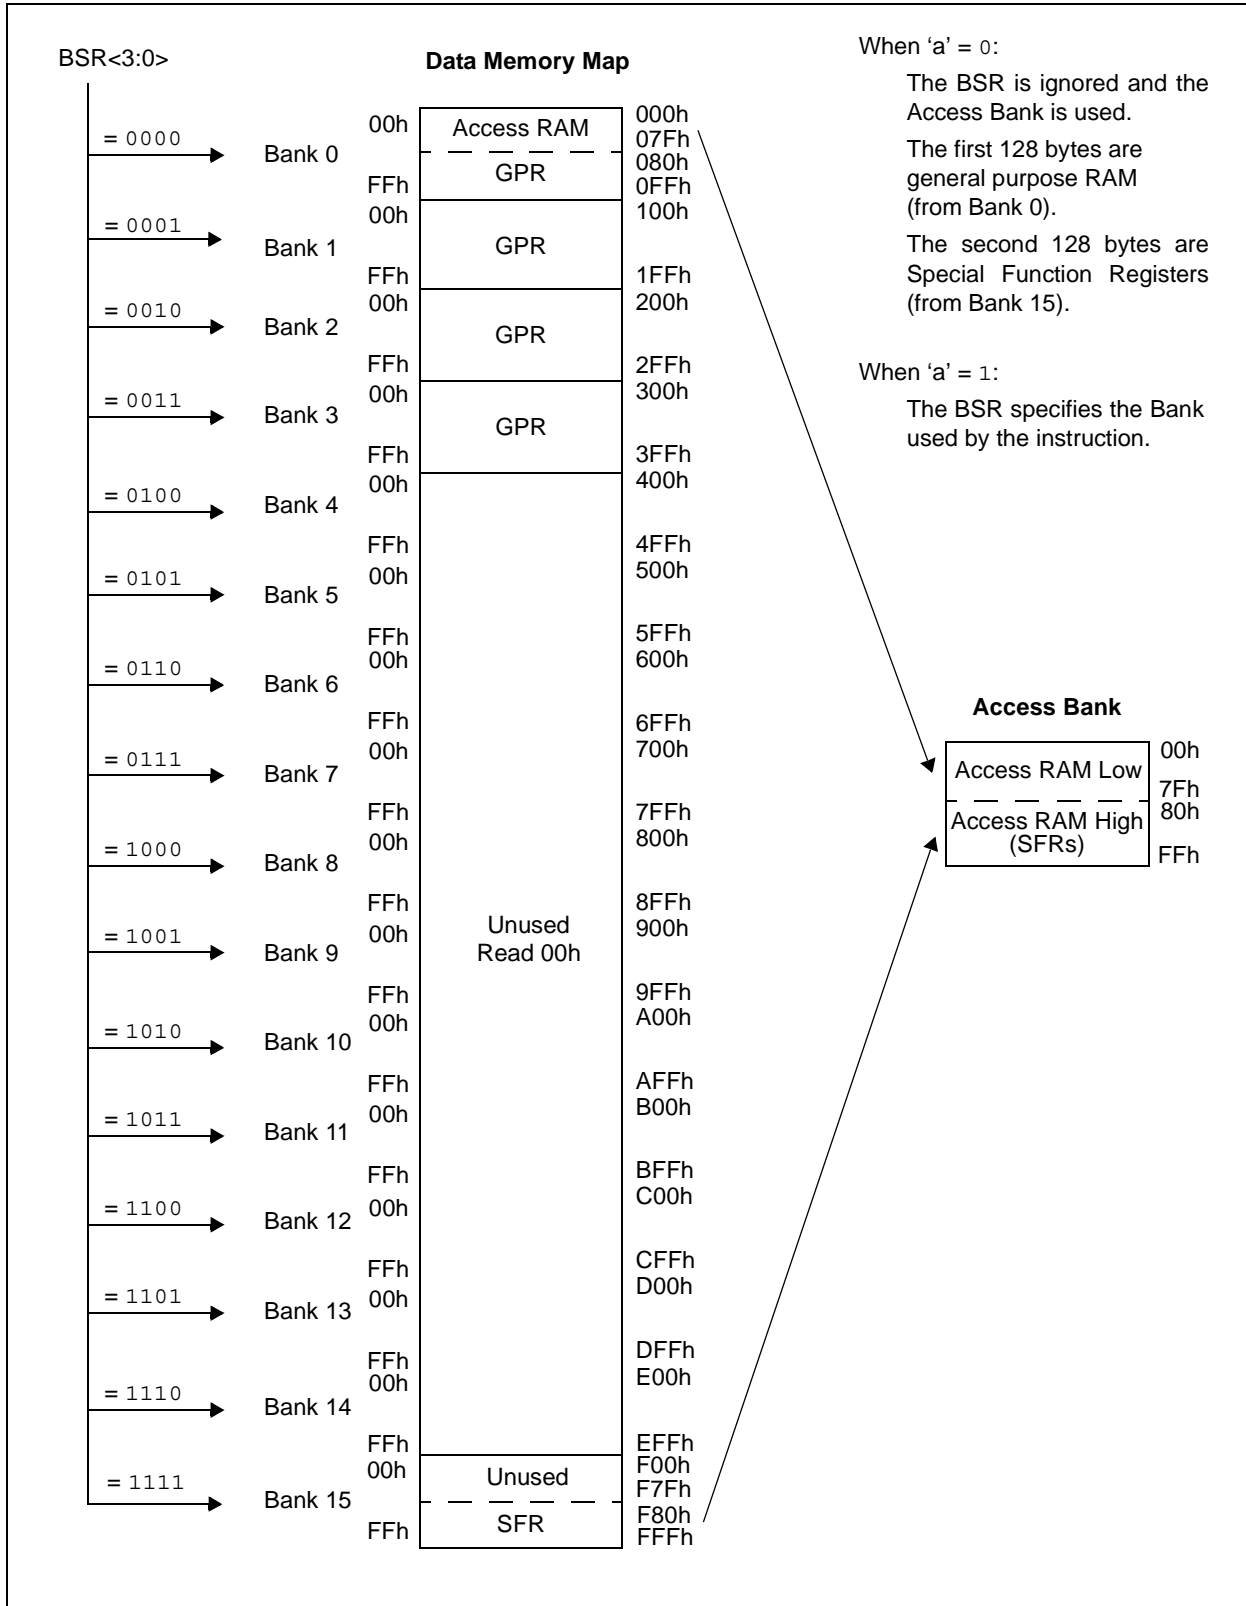 BSR<3:0>
Data Memory Map
When ‘a’ = 0:
The BSR is ignored and the
Access Bank is used.
The first 128 bytes are
general purpose RAM
(from Bank 0).
The second 128 bytes are
Special Function Registers
(from Bank 15).
When ‘a’ = 1:
The BSR specifies the Bank
used by the instruction.
= 0000
Bank 0
00h
FFh
Access RAM
GPR
000h
07Fh
080h
0FFh
= 0001
Bank 1
00h
FFh
GPR
100h
1FFh
= 0010
Bank 2
00h
FFh
GPR
200h
2FFh
= 0011
Bank 3
00h
FFh
GPR
300h
3FFh
= 0100
Bank 4
00h
FFh
400h
4FFh
= 0101
Bank 5
00h
FFh
500h
5FFh
= 0110
Bank 6
00h
FFh
600h
6FFh
= 0111
Bank 7
00h
FFh
700h
7FFh
= 1000
Bank 8
00h
FFh
800h
8FFh
= 1001
Bank 9
00h
FFh
Unused
Read 00h
900h
9FFh
= 1010
Bank 10
00h
FFh
A00h
AFFh
= 1011
Bank 11
00h
FFh
B00h
BFFh
= 1100
Bank 12
00h
FFh
C00h
CFFh
= 1101
Bank 13
00h
FFh
D00h
DFFh
= 1110
Bank 14
00h
FFh
E00h
EFFh
= 1111
Bank 15
00h
FFh
Unused
SFR
F00h
F7Fh
F80h
FFFh
Access Bank
Access RAM Low
Access RAM High
(SFRs)
00h
7Fh
80h
FFh